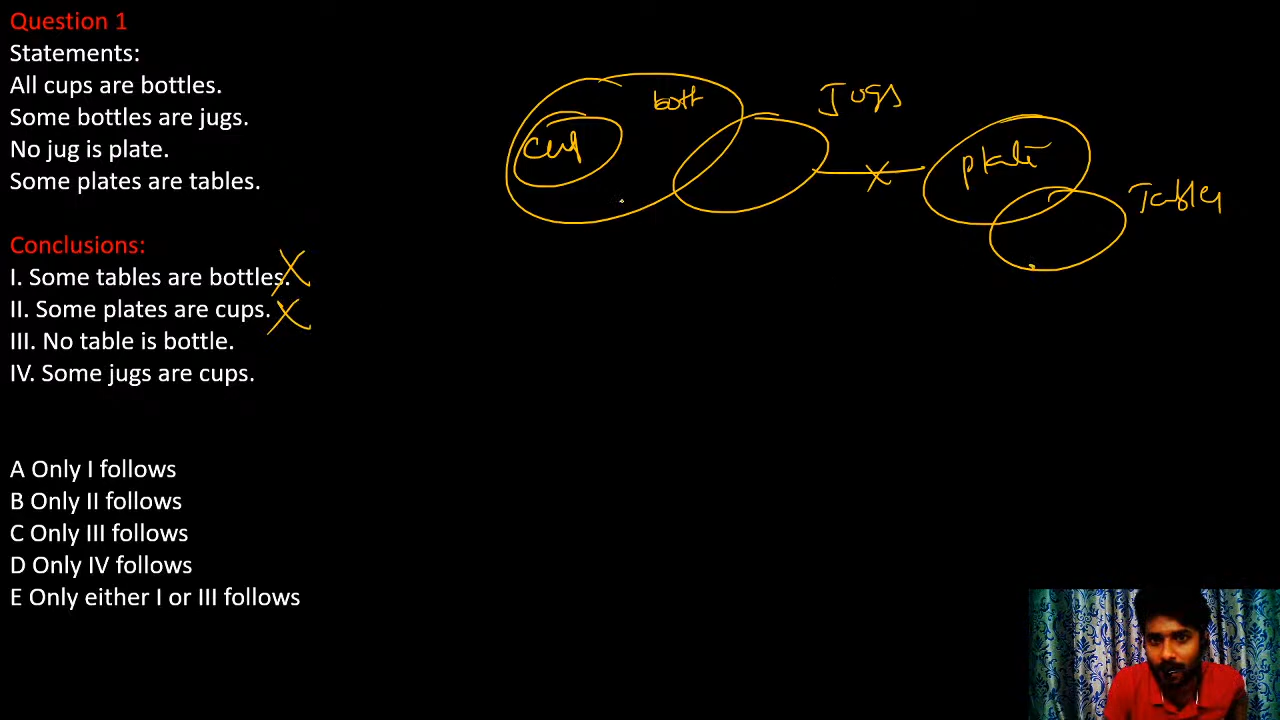 Question 1
Statements:
All cups are bottles.
Some bottles are jugs.
No jug is plate.
Some plates are tables.
Conclusions:
I. Some tables are bottles.
II. Some plates are cups.
III. No table is bottle.
IV. Some jugs are cups.
A Only I follows
B Only II follows
C Only III follows
D Only IV follows
E Only either I or III follows
cup
bott
Jugs
plate
Tables